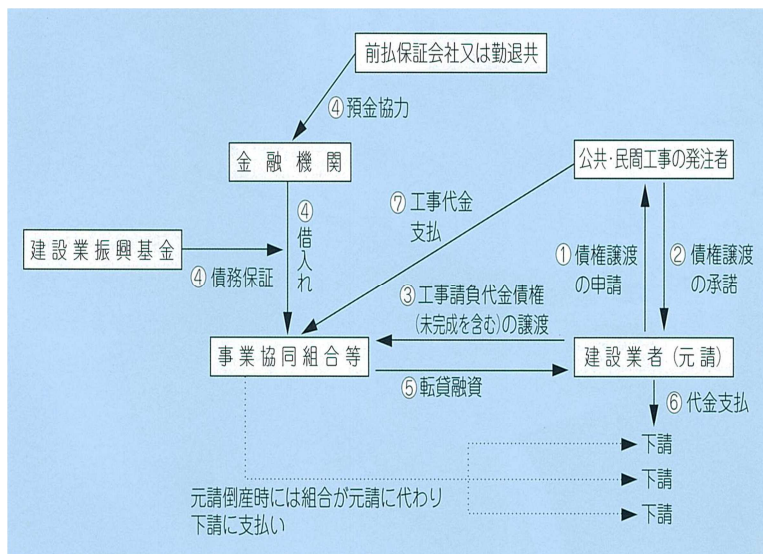 前払保証会社又は勤退共
④預金協力
金融機関
公共・民間工事の発注者
⑦工事代金
支払
④借入れ
建設業振興基金
④債務保証
①債権譲渡
の申請
②債権譲渡
の承諾
③工事請負代金債権
(未完成を含む)の譲渡
事業協同組合等
建設業者(元請)
⑤転貸融資
⑥代金支払
下請
下請
下請
元請倒産時には組合が元請に代わり
下請に支払い